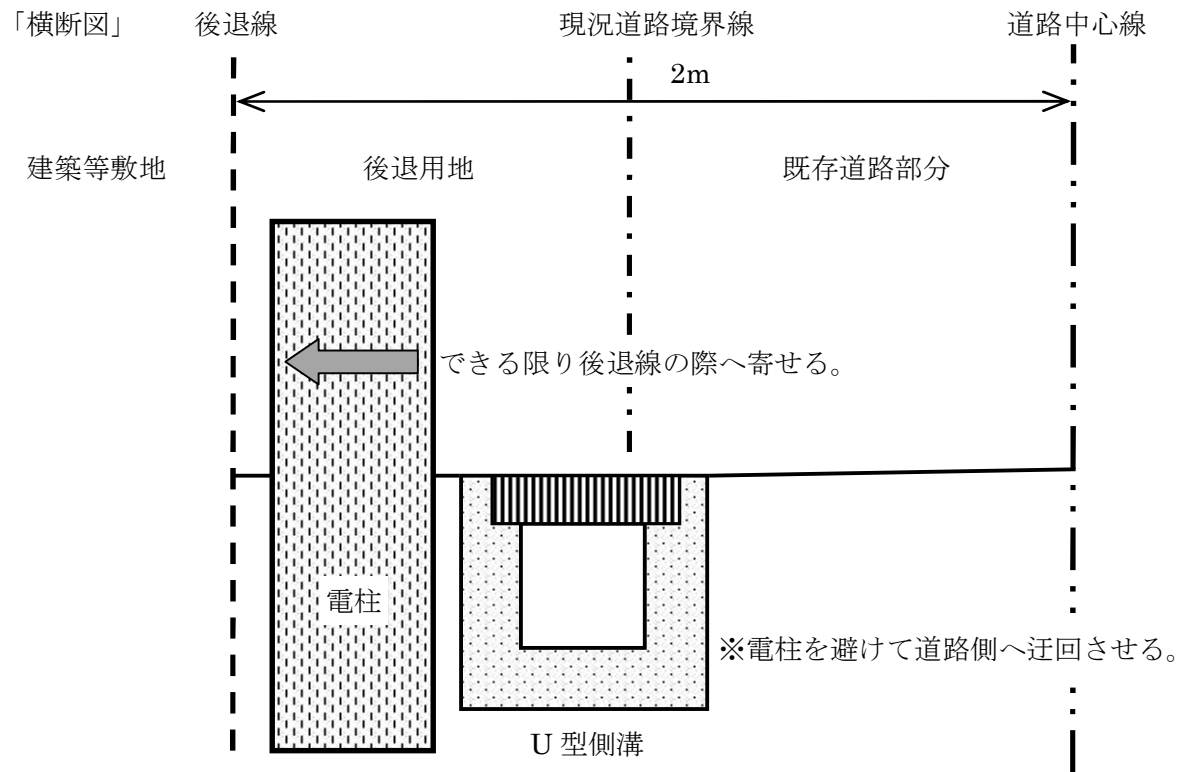 「横断図」 後退線 現況道路境界線 道路中心線
2m
建築等敷地 後退用地 既存道路部分
できる限り後退線の際へ寄せる。
電柱
※電柱を避けて道路側へ迂回させる。
U 型側溝